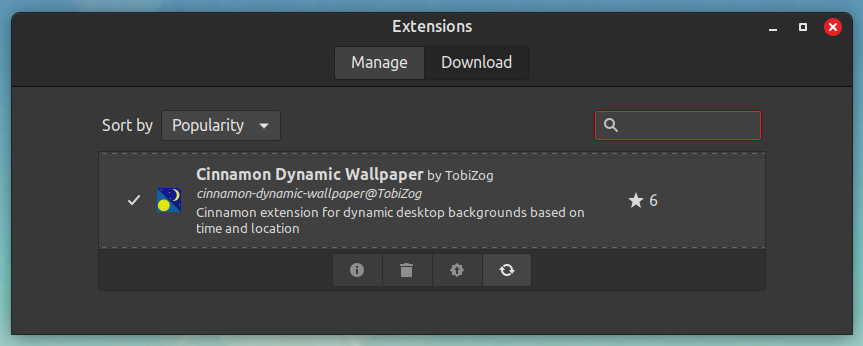 Extensions
Manage Download
Sort by Popularity
Cinnamon Dynamic Wallpaper by TobiZog
cinnamon-dynamic-wallpaper@TobiZog
6
Cinnamon extension for dynamic desktop backgrounds based on
time and location